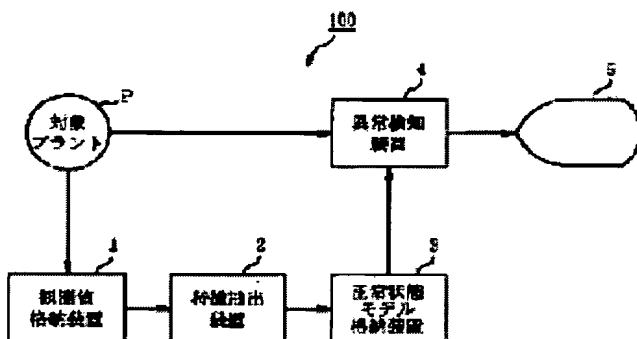 100
P
対象
プラント
4
異常検知
装置
5
1
観測値
格納装置
2
特徴抽出
装置
3
正常状態
モデル
格納装置